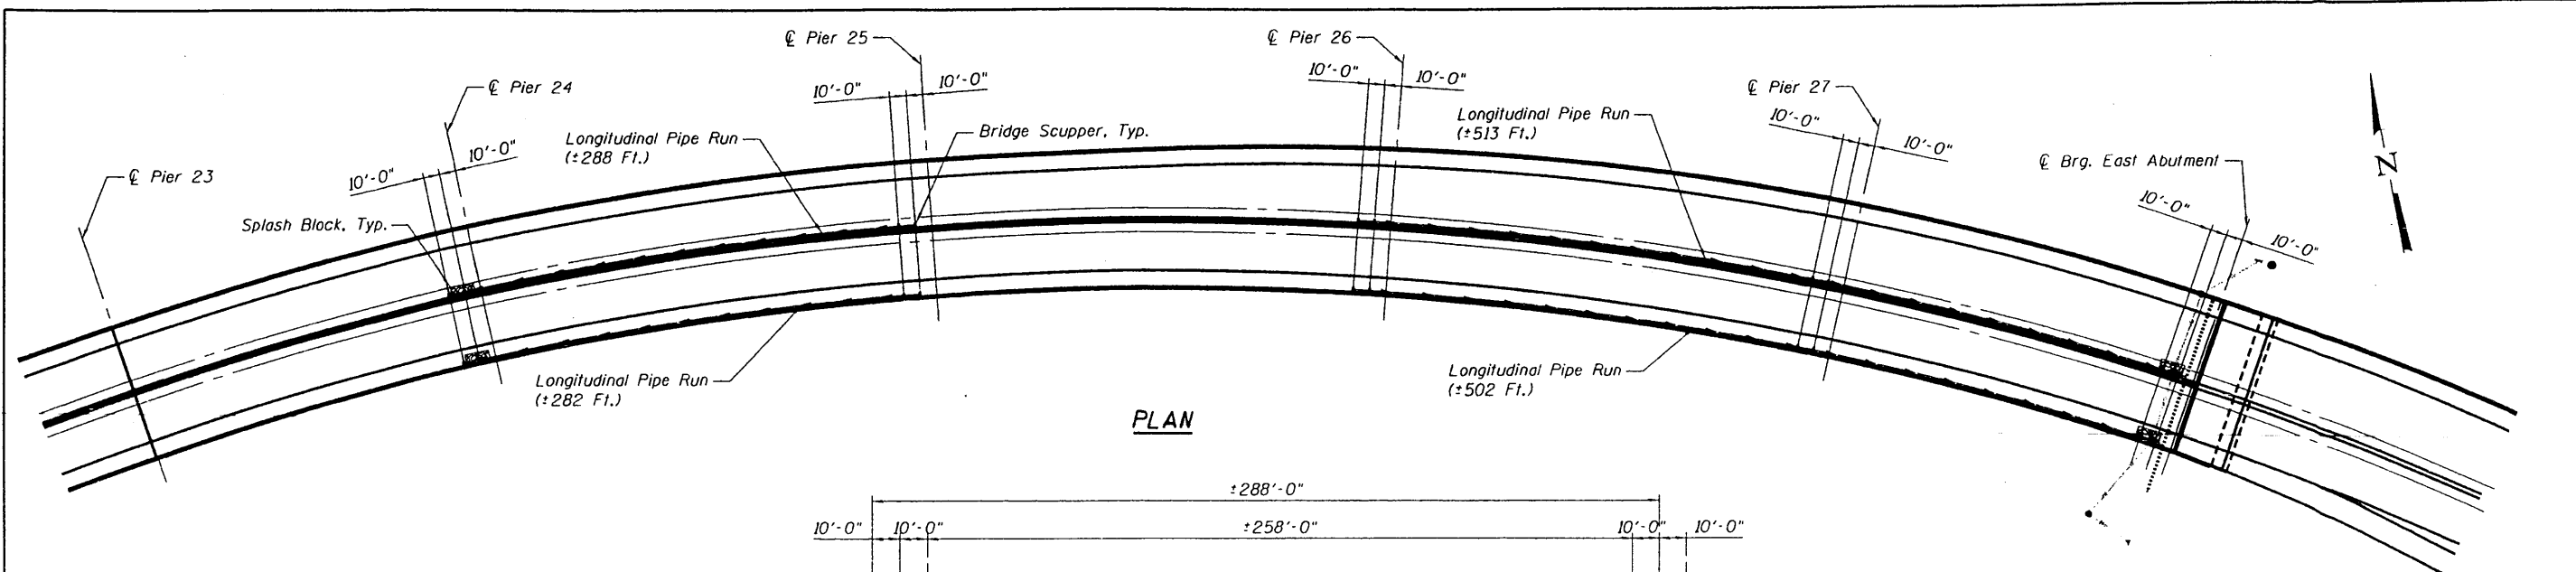 ℄ Pier 25
℄ Pier 26
10'-0"
10'-0"
10'-0"
10'-0"
℄ Pier 24
℄ Pier 27
Longitudinal Pipe Run
(±513 Ft.)
10'-0"
10'-0"
Bridge Scupper, Typ.
Longitudinal Pipe Run
(±288 Ft.)
10'-0"
10'-0"
℄ Pier 23
℄ Brg. East Abutment
N
10'-0"
10'-0"
Splash Block, Typ.
Longitudinal Pipe Run
(±282 Ft.)
Longitudinal Pipe Run
(±502 Ft.)
PLAN
±288'-0"
10'-0"
10'-0"
±258'-0"
10'-0"
10'-0"